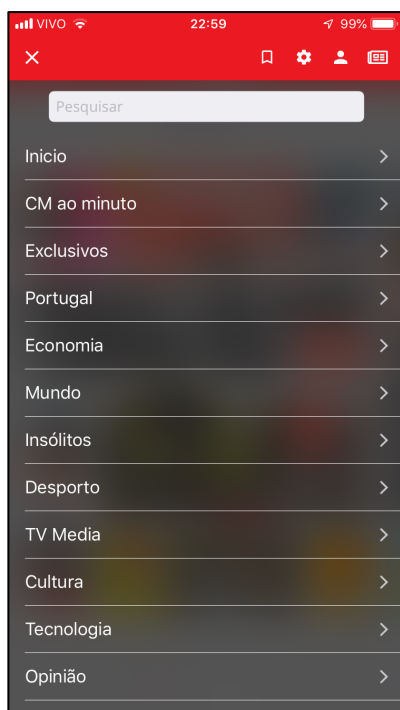 VIVO 22:59 99%
Pesquisar
Inicio
CM ao minuto
Exclusivos
Portugal
Economia
Mundo
Insólitos
Desporto
TV Media
Cultura
Tecnologia
Opinião